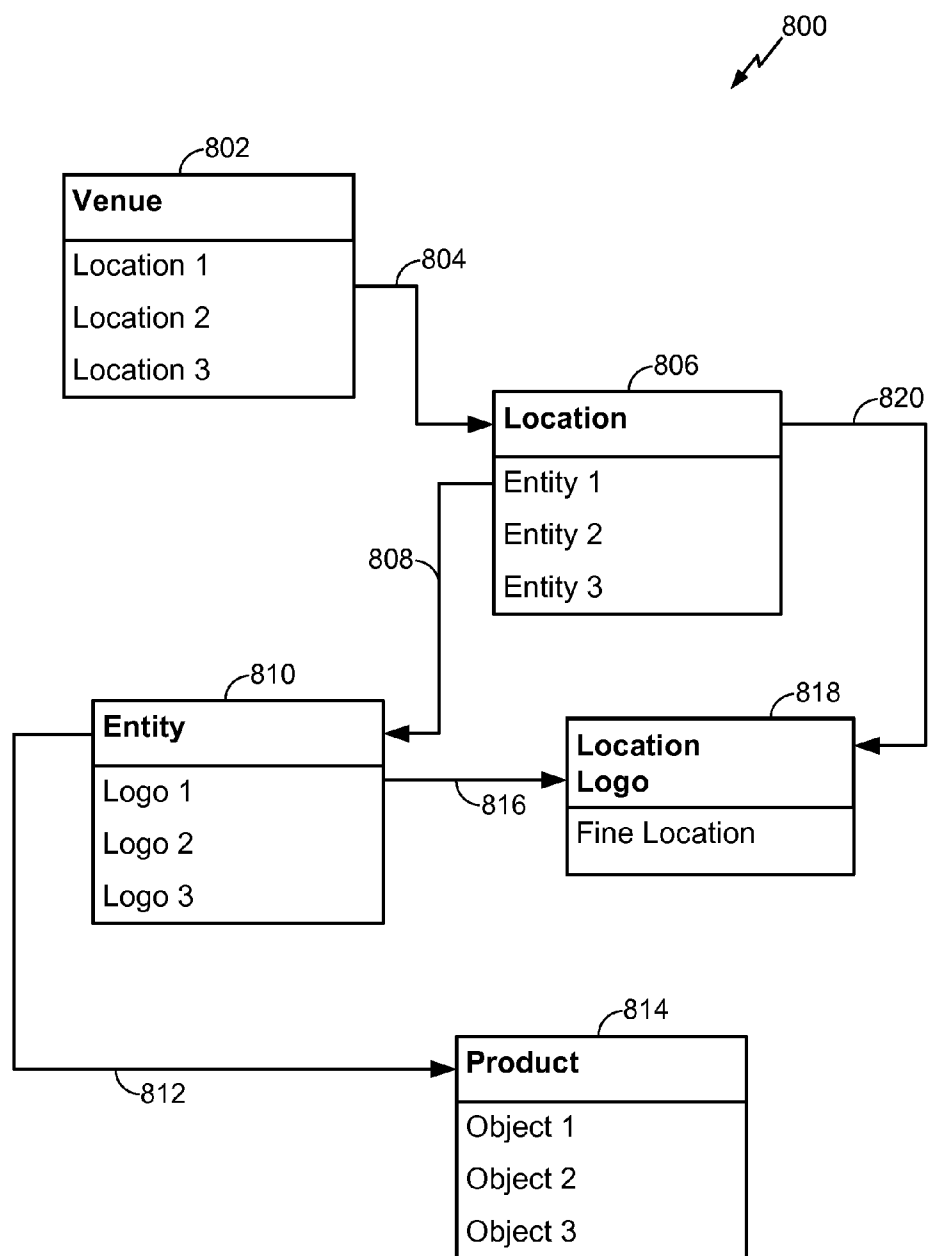 800
802
Venue
Location 1
Location 2
Location 3
804
806
Location
Entity 1
Entity 2
Entity 3
820
808
810
Entity
Logo 1
Logo 2
Logo 3
816
818
Location
Logo
Fine Location
812
814
Product
Object 1
Object 2
Object 3